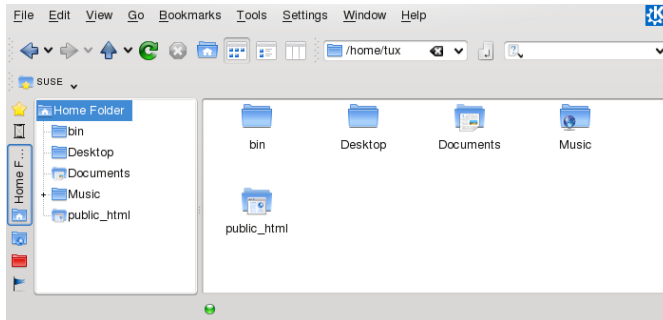 File Edit View Go Bookmarks Tools Settings Window Help
/home/tux
SUSE
Home F...
Home Folder
bin
Desktop
Documents
Music
public_html
bin Desktop Documents Music
public_html